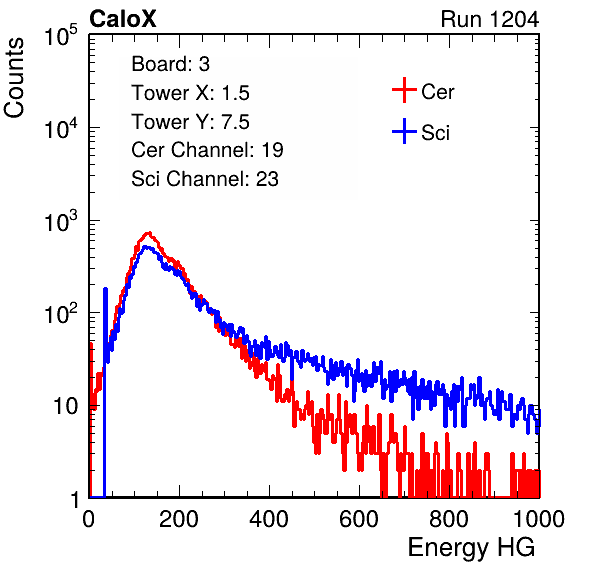 CaloX Run 1204
Counts
10^5
10^4
10^3
10^2
10
1
Board: 3
Tower X: 1.5
Tower Y: 7.5
Cer Channel: 19
Sci Channel: 23
Cer
Sci
0 200 400 600 800 1000
Energy HG